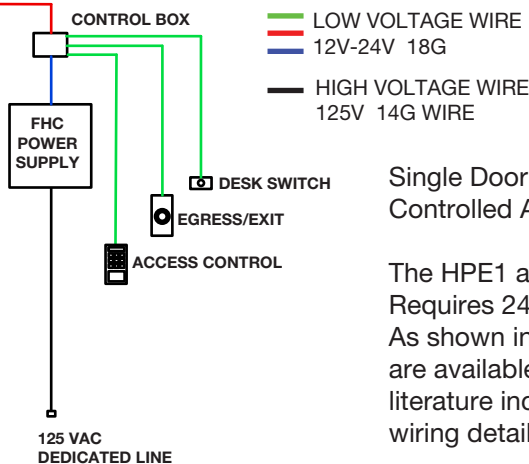 CONTROL BOX
LOW VOLTAGE WIRE
12V-24V 18G
HIGH VOLTAGE WIRE
125V 14G WIRE
FHC
POWER
SUPPLY
DESK SWITCH
EGRESS/EXIT
ACCESS CONTROL
125 VAC
DEDICATED LINE
Single Door
Controlled A
The HPE1 a
Requires 24
As shown in
are available
literature inc
wiring detail